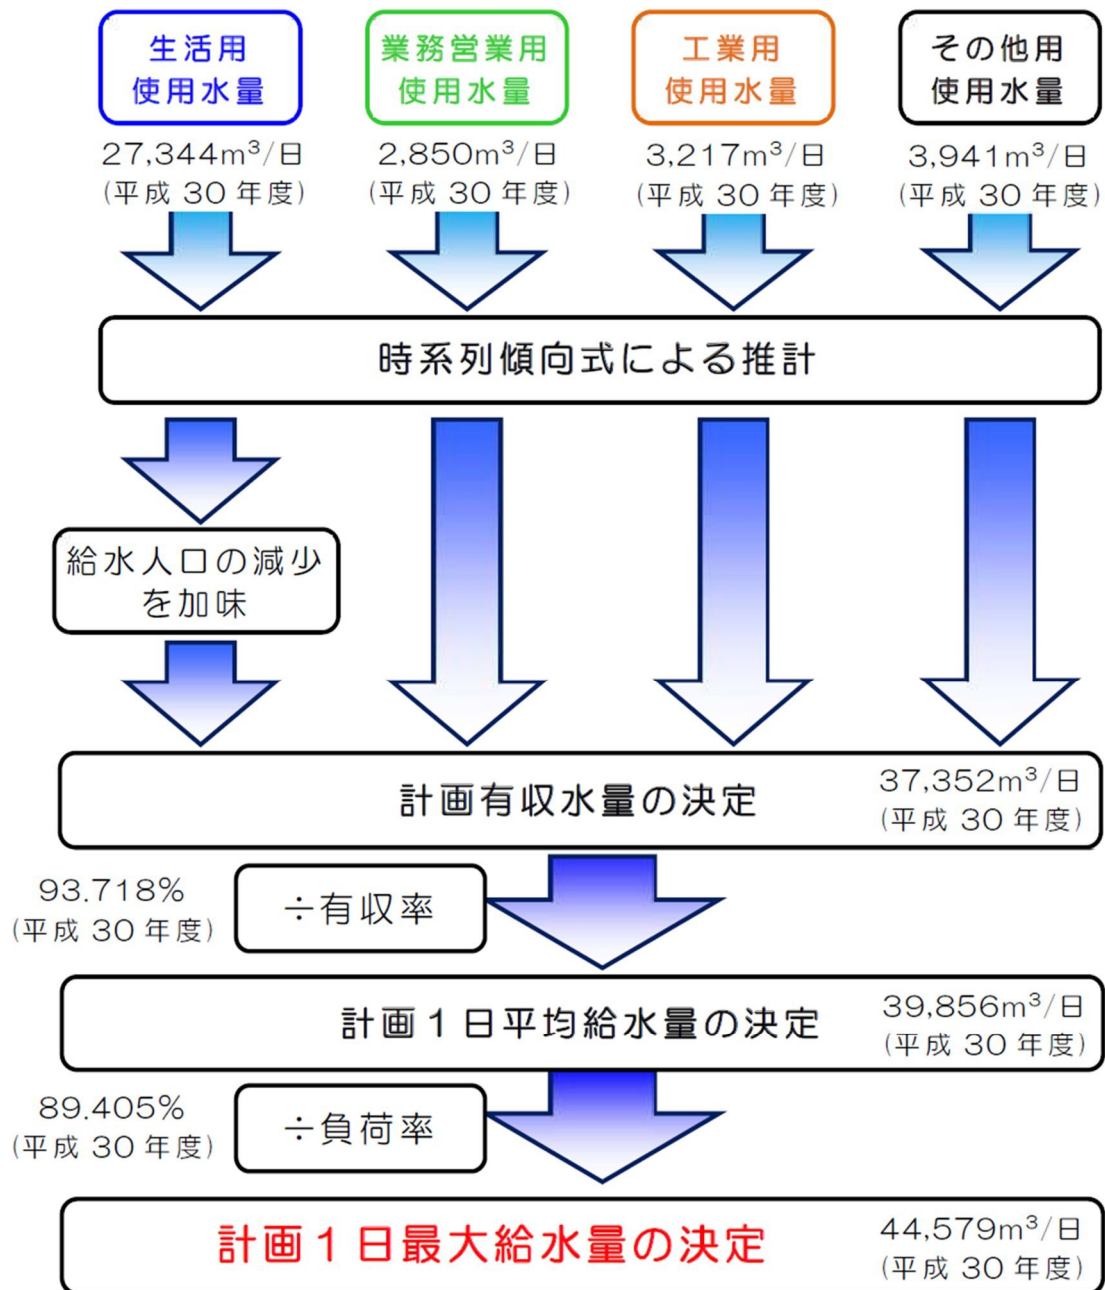 生活用
使用水量
業務営業用
使用水量
工業用
使用水量
その他用
使用水量
27,344m³/日
(平成 30 年度)
2,850m³/日
(平成 30 年度)
3,217m³/日
(平成 30 年度)
3,941m³/日
(平成 30 年度)
時系列傾向式による推計
給水人口の減少
を加味
計画有収水量の決定
37,352m³/日
(平成 30 年度)
93.718%
(平成 30 年度)
÷有収率
計画1日平均給水量の決定
39,856m³/日
(平成 30 年度)
89.405%
(平成 30 年度)
÷負荷率
計画1日最大給水量の決定
44,579m³/日
(平成 30 年度)